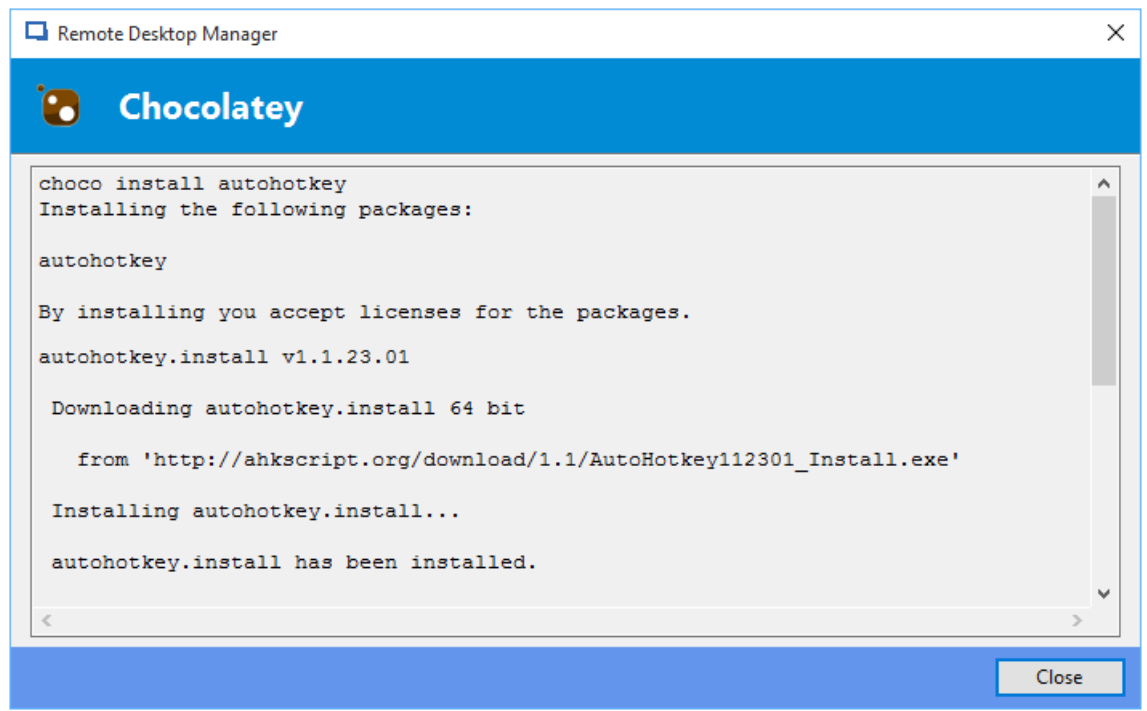 Remote Desktop Manager
Chocolatey
choco install autohotkey
Installing the following packages:
autohotkey
By installing you accept licenses for the packages.
autohotkey.install v1.1.23.01
Downloading autohotkey.install 64 bit
from 'http://ahkscript.org/download/1.1/AutoHotkey112301_Install.exe'
Installing autohotkey.install...
autohotkey.install has been installed.
Close